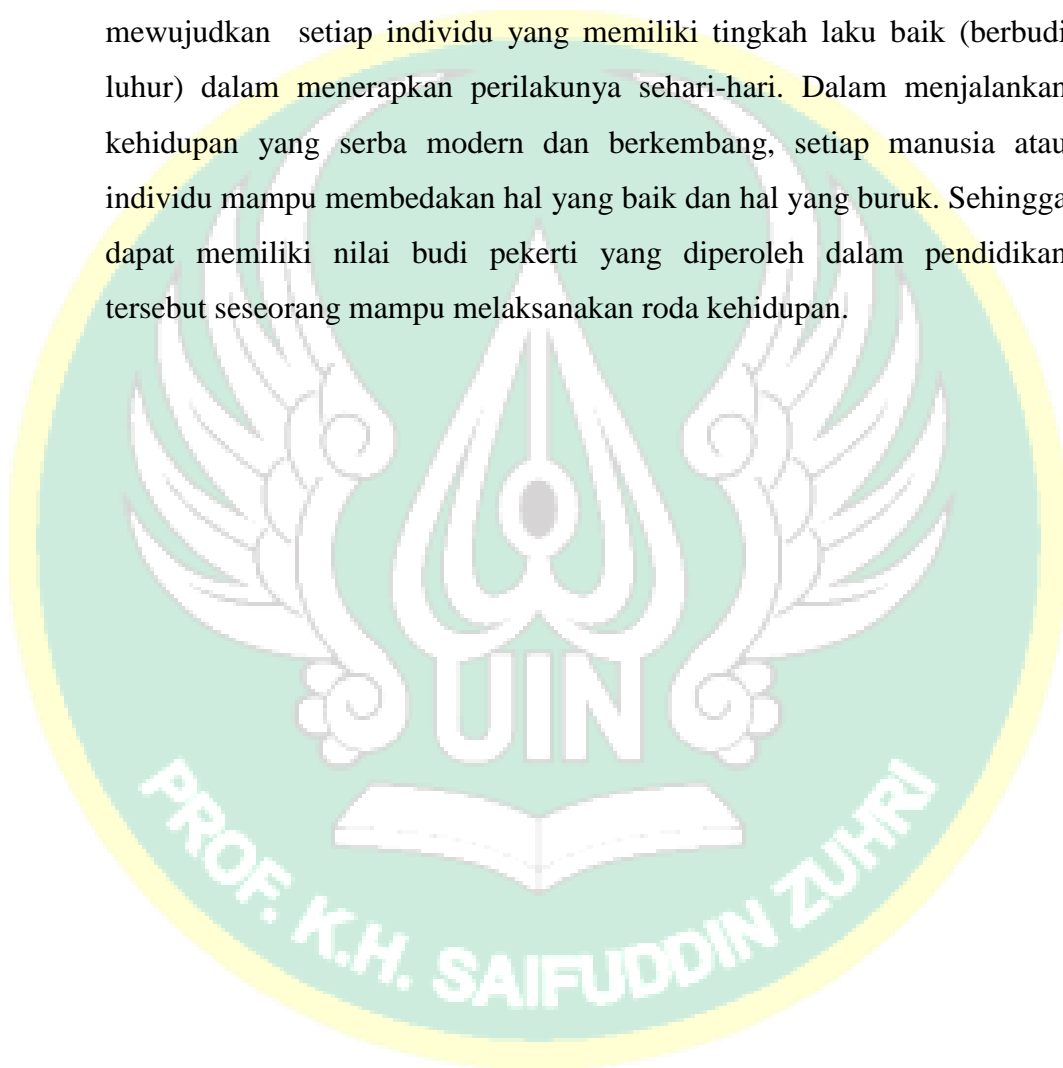 mewujudkan setiap individu yang memiliki tingkah laku baik (berbudi
luhur) dalam menerapkan perilakunya sehari-hari. Dalam menjalankan
kehidupan yang serba modern dan berkembang, setiap manusia atau
individu mampu membedakan hal yang baik dan hal yang buruk. Sehingga
dapat memiliki nilai budi pekerti yang diperoleh dalam pendidikan
tersebut seseorang mampu melaksanakan roda kehidupan.
UIN
PROF. K.H. SAIFUDDIN ZUHRI